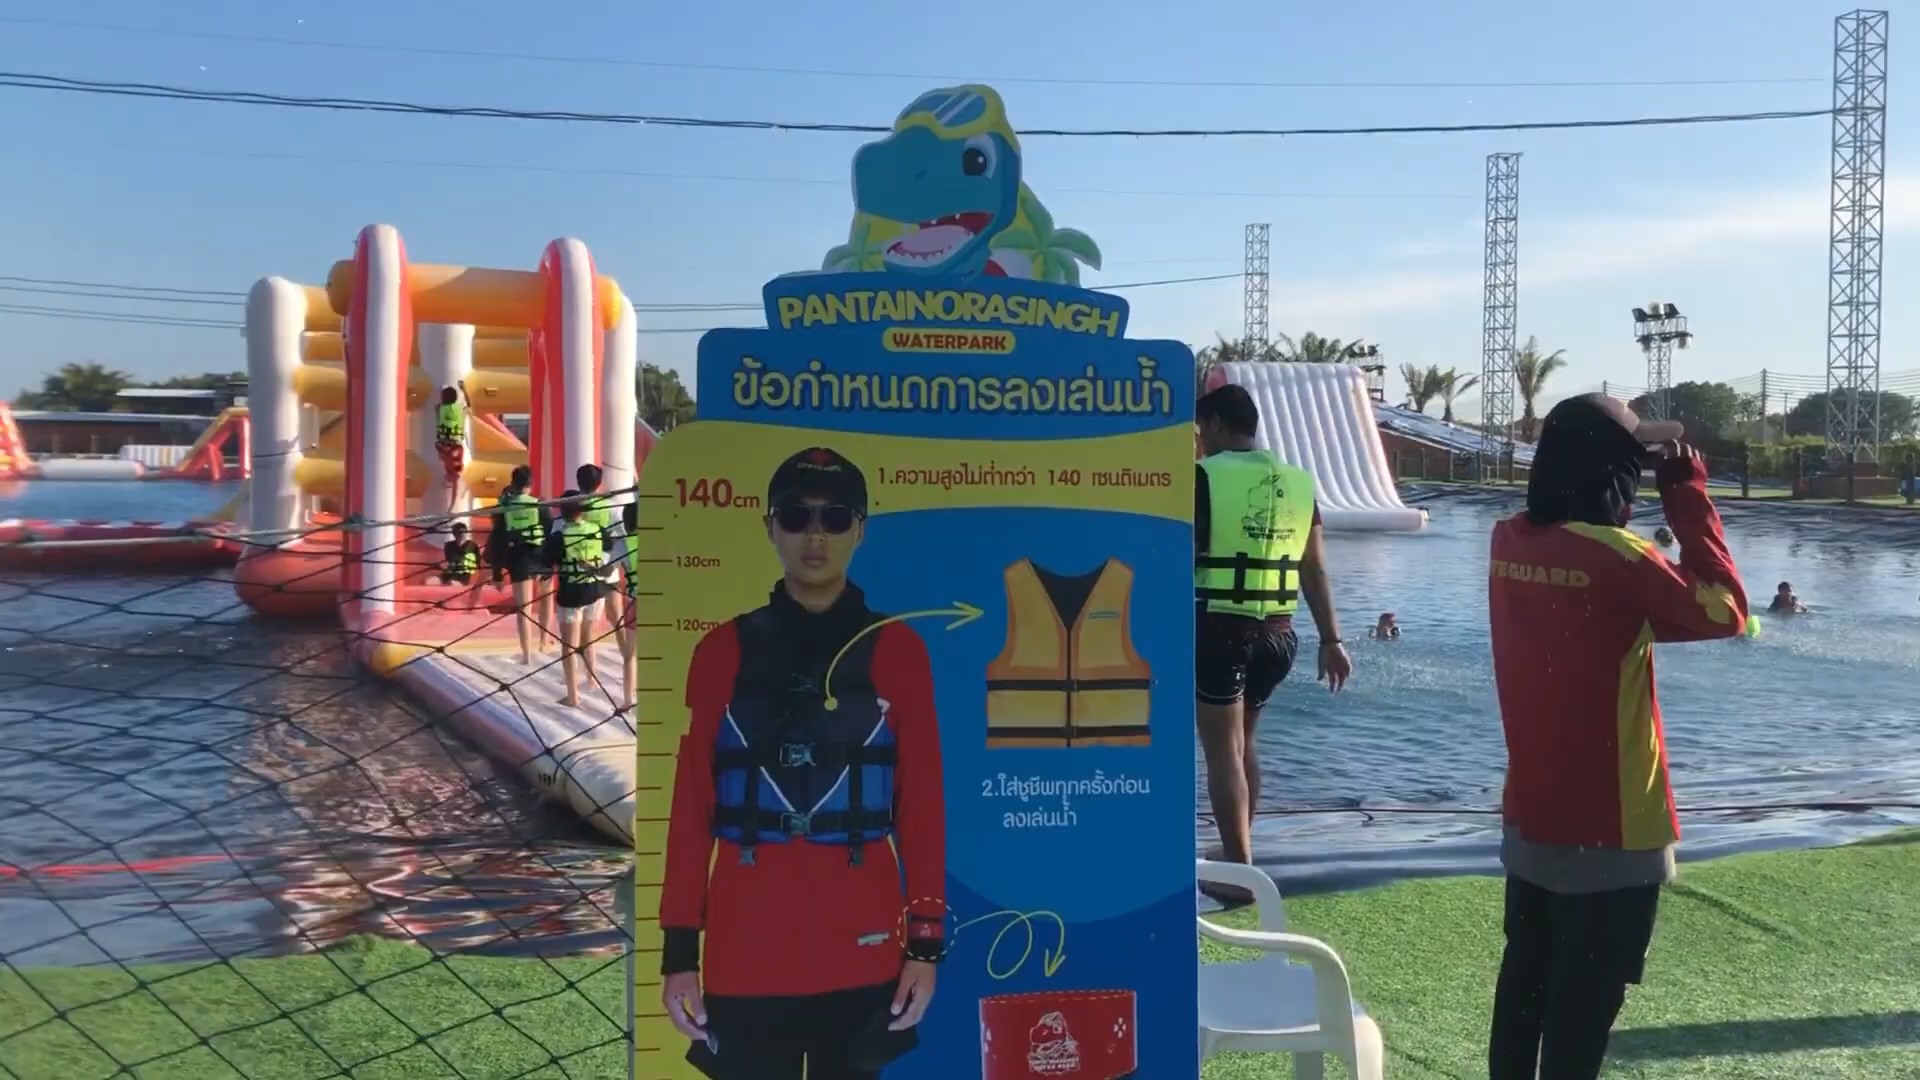 PANTAINORASINGH
WATERPARK
ข้อกำหนดการลงเล่นน้ำ
1.ความสูงไม่ต่ำกว่า 140 เซนติเมตร
140cm
130cm
120cm
2.ใส่ชูชีพทุกครั้งก่อน
ลงเล่นน้ำ
WATER PARK
EGUARD